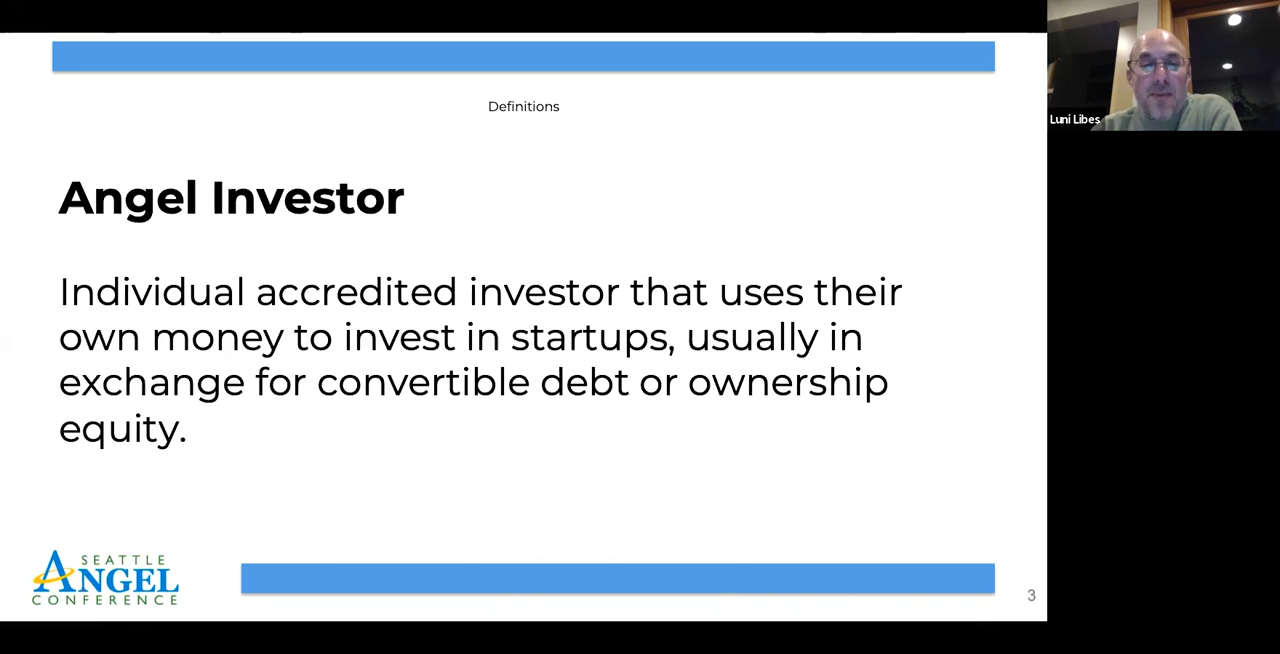 Definitions
Angel Investor
Individual accredited investor that uses their
own money to invest in startups, usually in
exchange for convertible debt or ownership
equity.
SEATTLE
ANGEL
CONFERENCE
3
Luni Libes